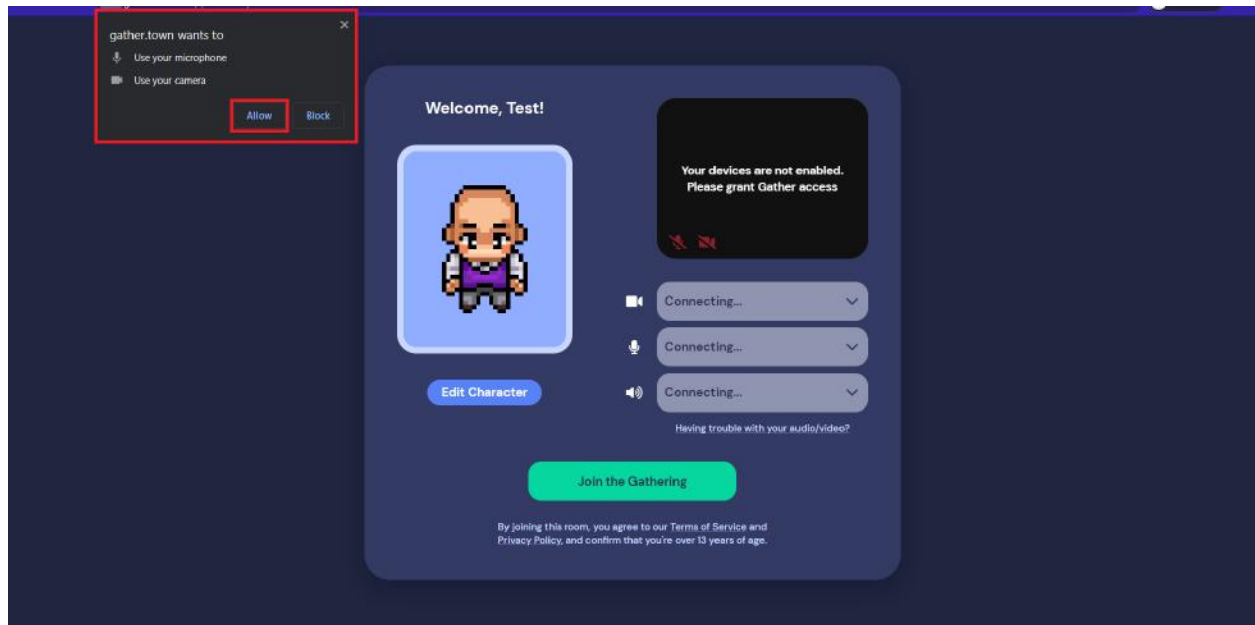 gather.town wants to
Use your microphone
Use your camera
Allow
Block
Welcome, Test!
Your devices are not enabled.
Please grant Gather access
Connecting...
Connecting...
Edit Character
Connecting...
Having trouble with your audio/video?
Join the Gathering
By joining this room, you agree to our Terms of Service and
Privacy Policy, and confirm that you're over 13 years of age.